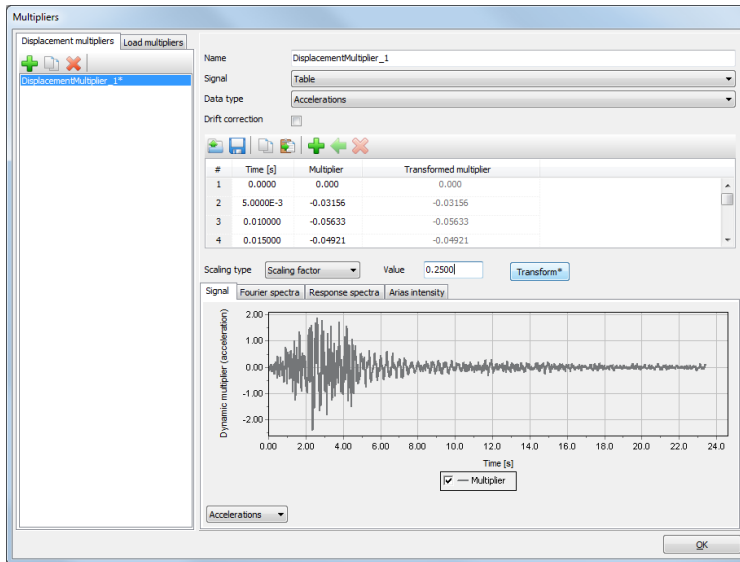 Multipliers
Displacement multipliers Load multipliers
DisplacementMultiplier_1*
Name DisplacementMultiplier_1
Signal Table
Data type Accelerations
Drift correction
# Time [s] Multiplier Transformed multiplier
1 0.0000 0.000 0.000
2 5.0000E-3 -0.03156 -0.03156
3 0.010000 -0.05633 -0.05633
4 0.015000 -0.04921 -0.04921
Scaling type Scaling factor Value 0.2500 Transform*
Signal Fourier spectra Response spectra Arias intensity
Dynamic multiplier (acceleration)
2.00
1.00
0.00
-1.00
-2.00
0.00 2.00 4.00 6.00 8.00 10.0 12.0 14.0 16.0 18.0 20.0 22.0 24.0
Time [s]
Multiplier
Accelerations
OK